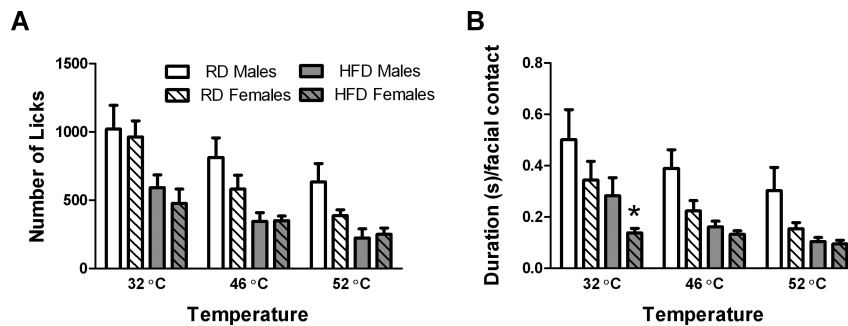 A
1500
1000
500
0
Number of Licks
RD Males
HFD Males
RD Females
HFD Females
32 °C
46 °C
52 °C
Temperature
B
0.8
0.6
0.4
0.2
0.0
Duration (s)/facial contact
*
32 °C
46 °C
52 °C
Temperature